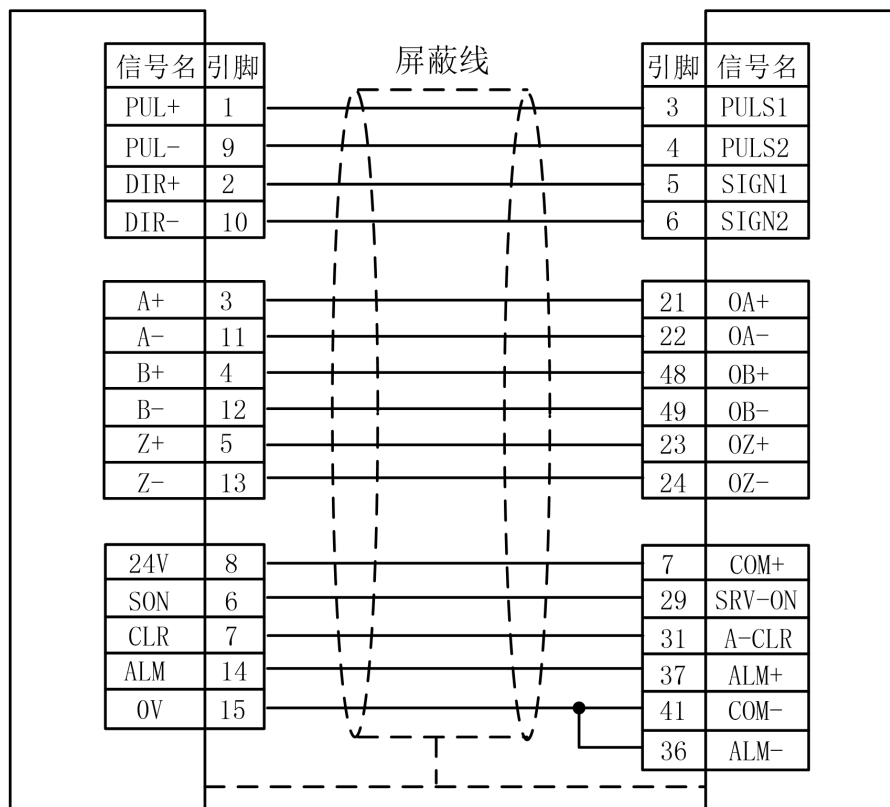 屏蔽线
信号名 引脚 引脚 信号名
PUL+ 1 3 PULS1
PUL- 9 4 PULS2
DIR+ 2 5 SIGN1
DIR- 10 6 SIGN2
A+ 3 21 OA+
A- 11 22 OA-
B+ 4 48 OB+
B- 12 49 OB-
Z+ 5 23 OZ+
Z- 13 24 OZ-
24V 8 7 COM+
SON 6 29 SRV-ON
CLR 7 31 A-CLR
ALM 14 37 ALM+
0V 15 41 COM-
36 ALM-